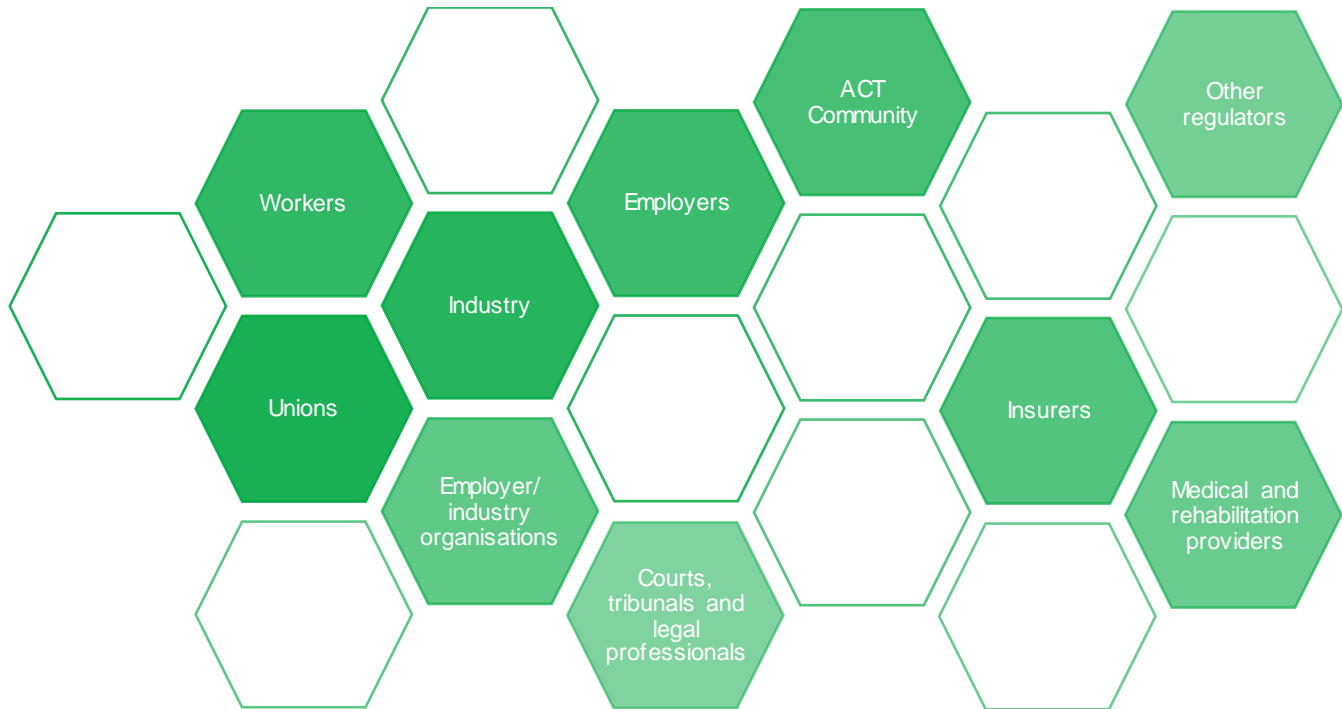 ACT
Community
Other
regulators
Workers
Employers
Industry
Unions
Insurers
Employer/
industry
organisations
Medical and
rehabilitation
providers
Courts,
tribunals and
legal
professionals